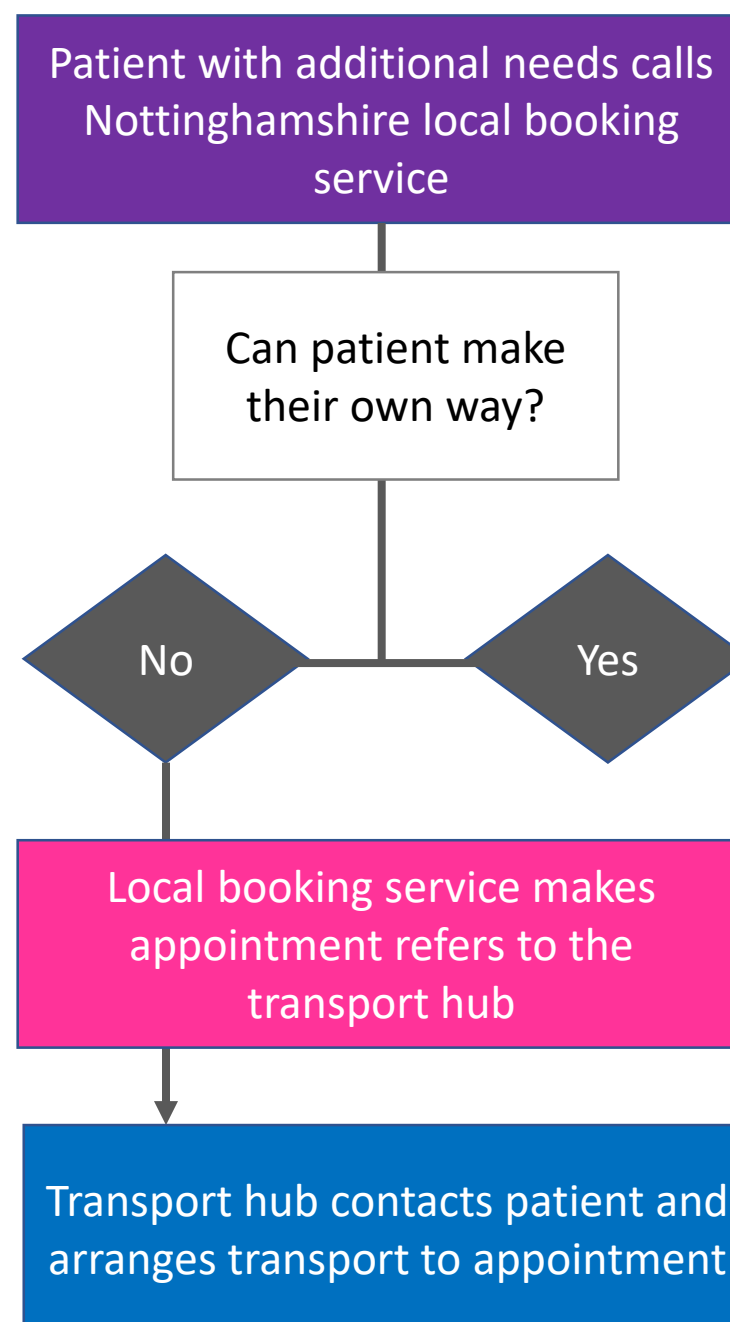 Patient with additional needs calls
Nottinghamshire local booking
service
Can patient make
their own way?
No
Yes
Local booking service makes
appointment refers to the
transport hub
Transport hub contacts patient and
arranges transport to appointment